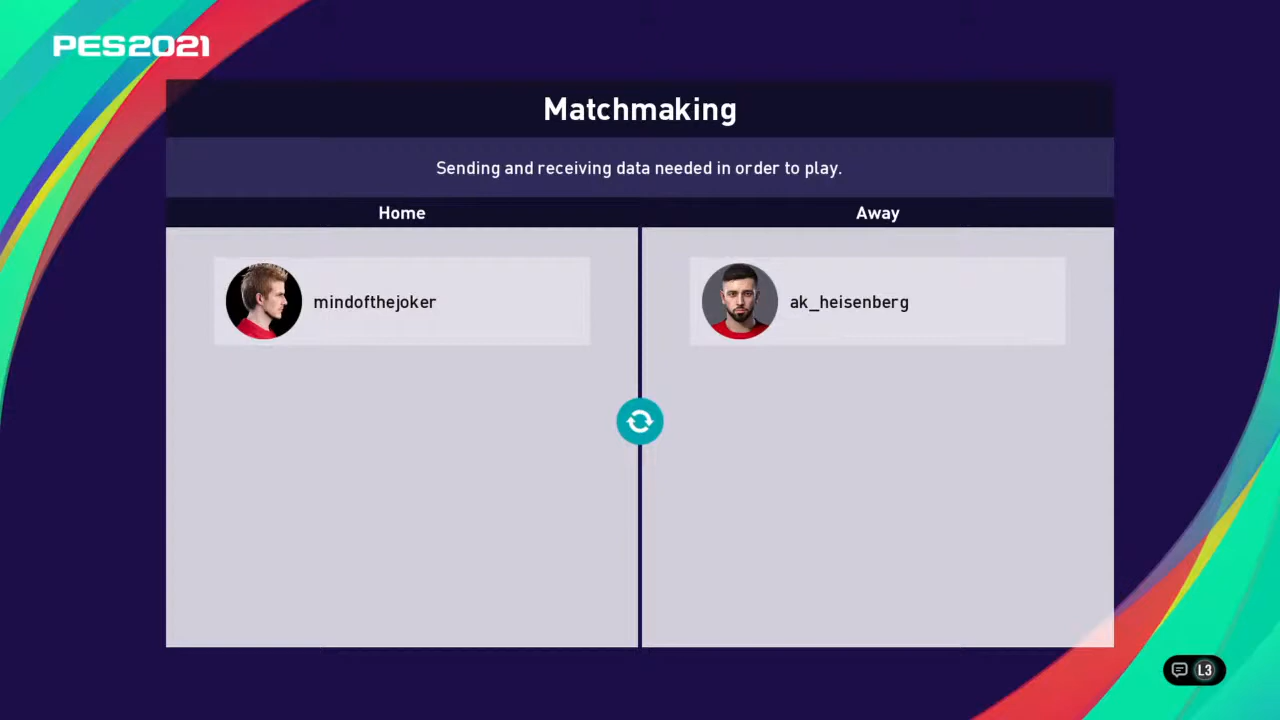 PES2021
Matchmaking
Sending and receiving data needed in order to play.
Home
Away
mindofthejoker
ak_heisenberg
L3